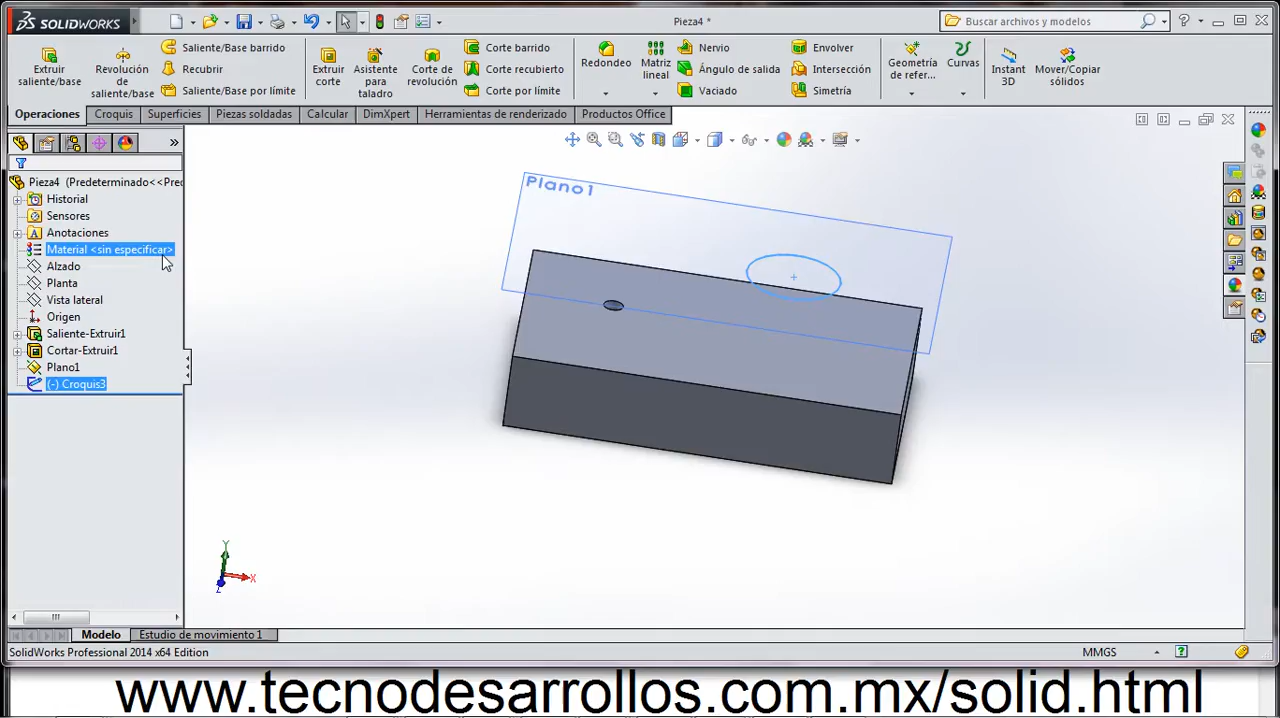 SOLIDWORKS
Pieza4 *
Buscar archivos y modelos
Extruir saliente/base
Revolución de saliente/base
Saliente/Base barrido
Recubrir
Saliente/Base por límite
Extruir corte
Asistente para taladro
Corte de revolución
Corte barrido
Corte recubierto
Corte por límite
Redondeo
Matriz lineal
Nervio
Ángulo de salida
Vaciado
Envolver
Intersección
Simetría
Geometría de refer...
Curvas
Instant 3D
Mover/Copiar sólidos
Operaciones
Croquis
Superficies
Piezas soldadas
Calcular
DimXpert
Herramientas de renderizado
Productos Office
Pieza4 (Predeterminado<<Prec
Historial
Sensores
Anotaciones
Material <sin especificar>
Alzado
Planta
Vista lateral
Origen
Saliente-Extruir1
Cortar-Extruir1
Plano1
(-) Croquis3
Plano1
Y
X
Z
Modelo
Estudio de movimiento 1
SolidWorks Professional 2014 x64 Edition
MMGS
www.tecnodesarrollos.com.mx/solid.html